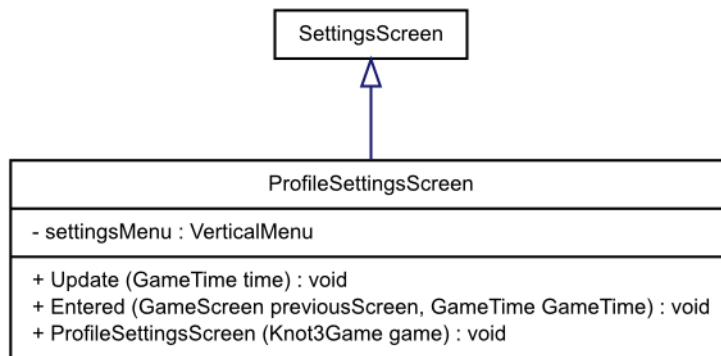 SettingsScreen
ProfileSettingsScreen
- settingsMenu : VerticalMenu
+ Update (GameTime time) : void
+ Entered (GameScreen previousScreen, GameTime GameTime) : void
+ ProfileSettingsScreen (Knot3Game game) : void